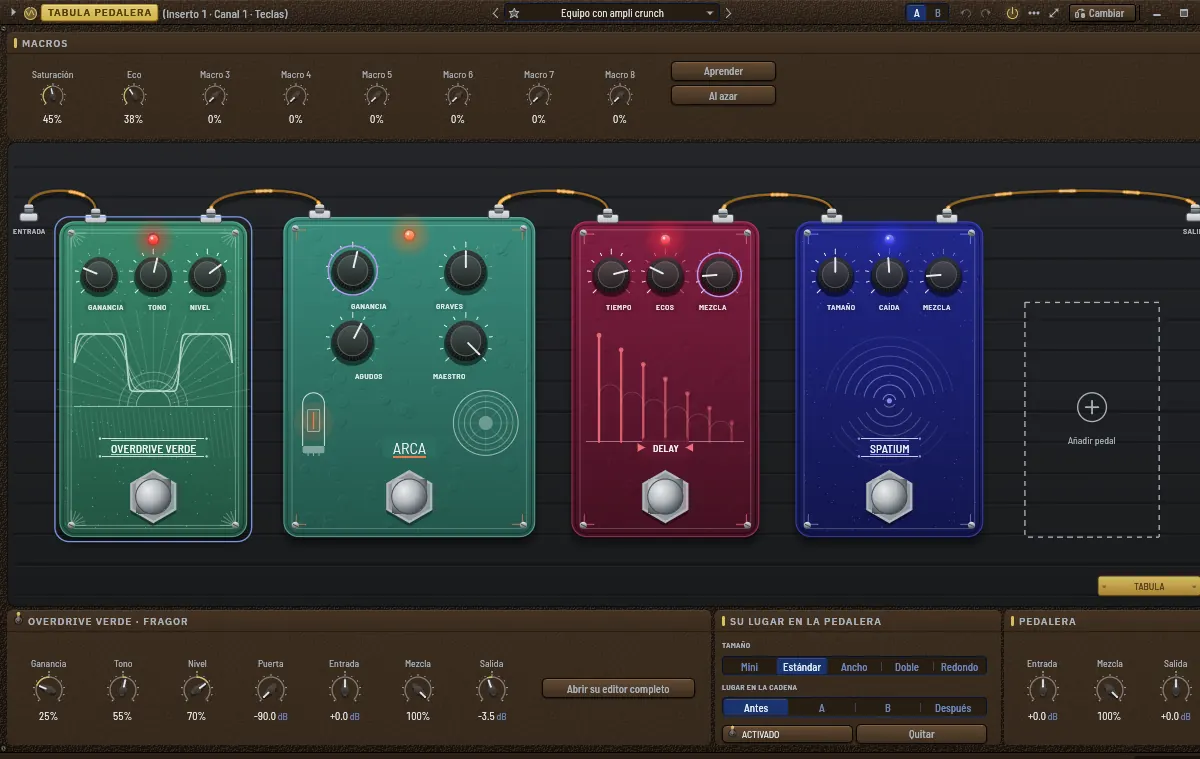 TABULA PEDALERA (Inserto 1 · Canal 1 · Teclas) Equipo con ampli crunch A B Cambiar
MACROS
Saturación Eco Macro 3 Macro 4 Macro 5 Macro 6 Macro 7 Macro 8 Aprender
Al azar
45% 38% 0% 0% 0% 0% 0% 0%
ENTRADA
GANANCIA TONO NIVEL GANANCIA GRAVES TIEMPO ECOS MEZCLA TAMAÑO CAÍDA MEZCLA
AGUDOS MAESTRO
Añadir pedal
OVERDRIVE VERDE ARCA DELAY SPATIUM
TABULA
OVERDRIVE VERDE · FRAGOR
Ganancia Tono Nivel Puerta Entrada Mezcla Salida
25% 55% 70% -90.0 dB +0.0 dB 100% -3.5 dB
Abrir su editor completo
SU LUGAR EN LA PEDALERA
TAMAÑO
Mini Estándar Ancho Doble Redondo
LUGAR EN LA CADENA
Antes A B Después
ACTIVADO Quitar
PEDALERA
Entrada Mezcla Salida
+0.0 dB 100% +0.0 dB